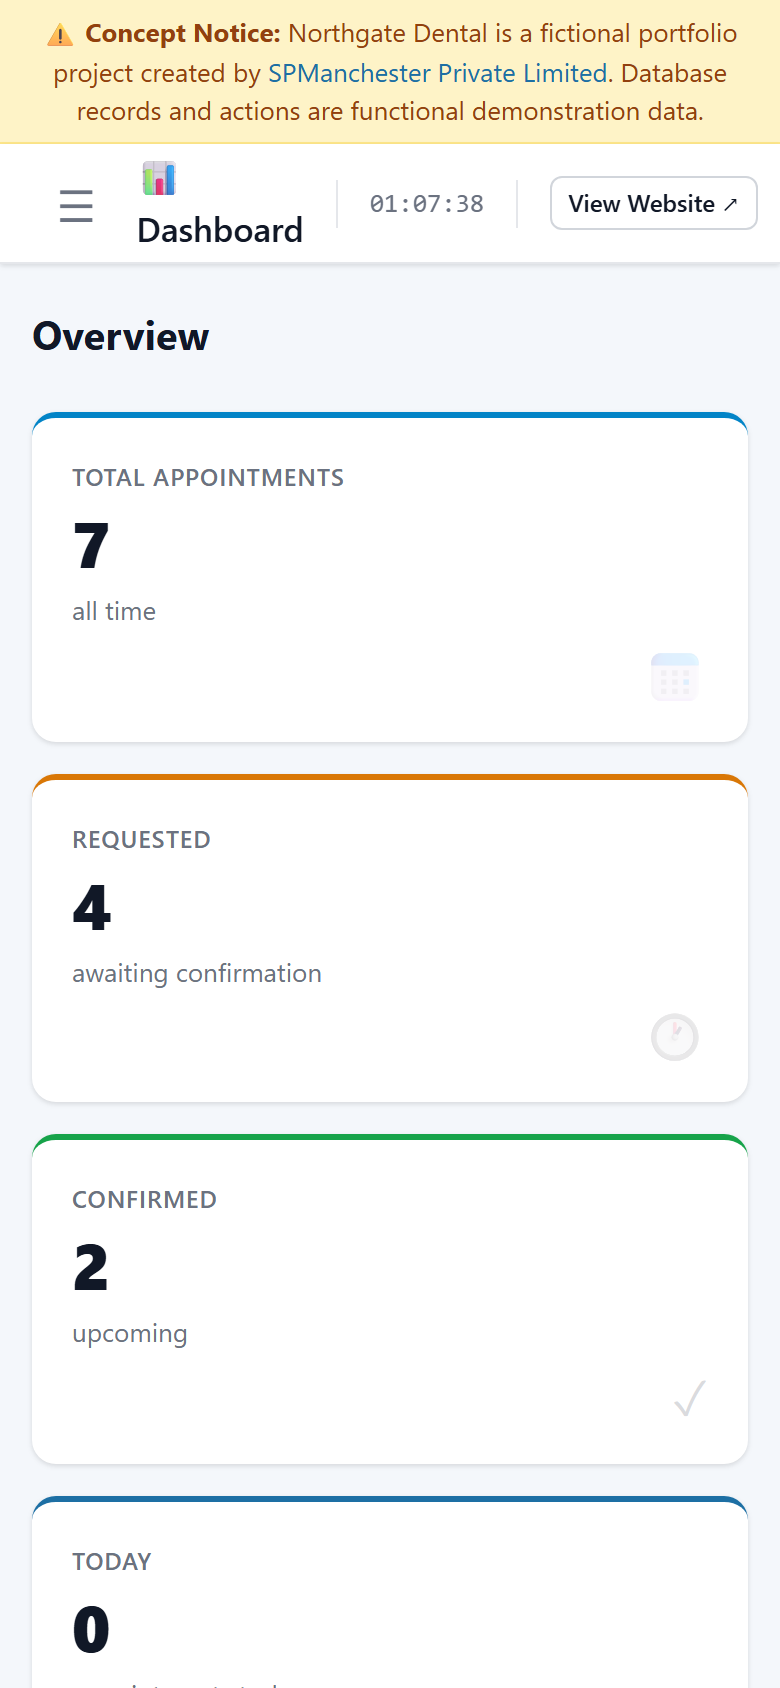 ⚠️ Concept Notice: Northgate Dental is a fictional portfolio
project created by SPManchester Private Limited. Database
records and actions are functional demonstration data.
Dashboard
01:07:38
View Website ↗
Overview
TOTAL APPOINTMENTS
7
all time
REQUESTED
4
awaiting confirmation
CONFIRMED
2
upcoming
TODAY
0